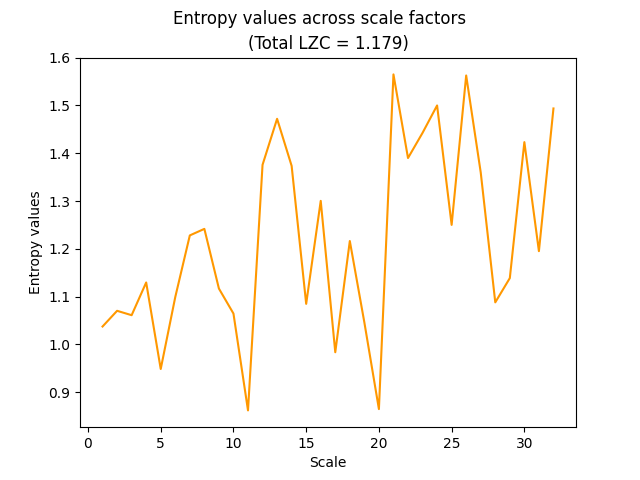 Entropy values across scale factors
(Total LZC = 1.179)
1.6
1.5
1.4
1.3
1.2
1.1
1.0
0.9
Entropy values
0 5 10 15 20 25 30
Scale